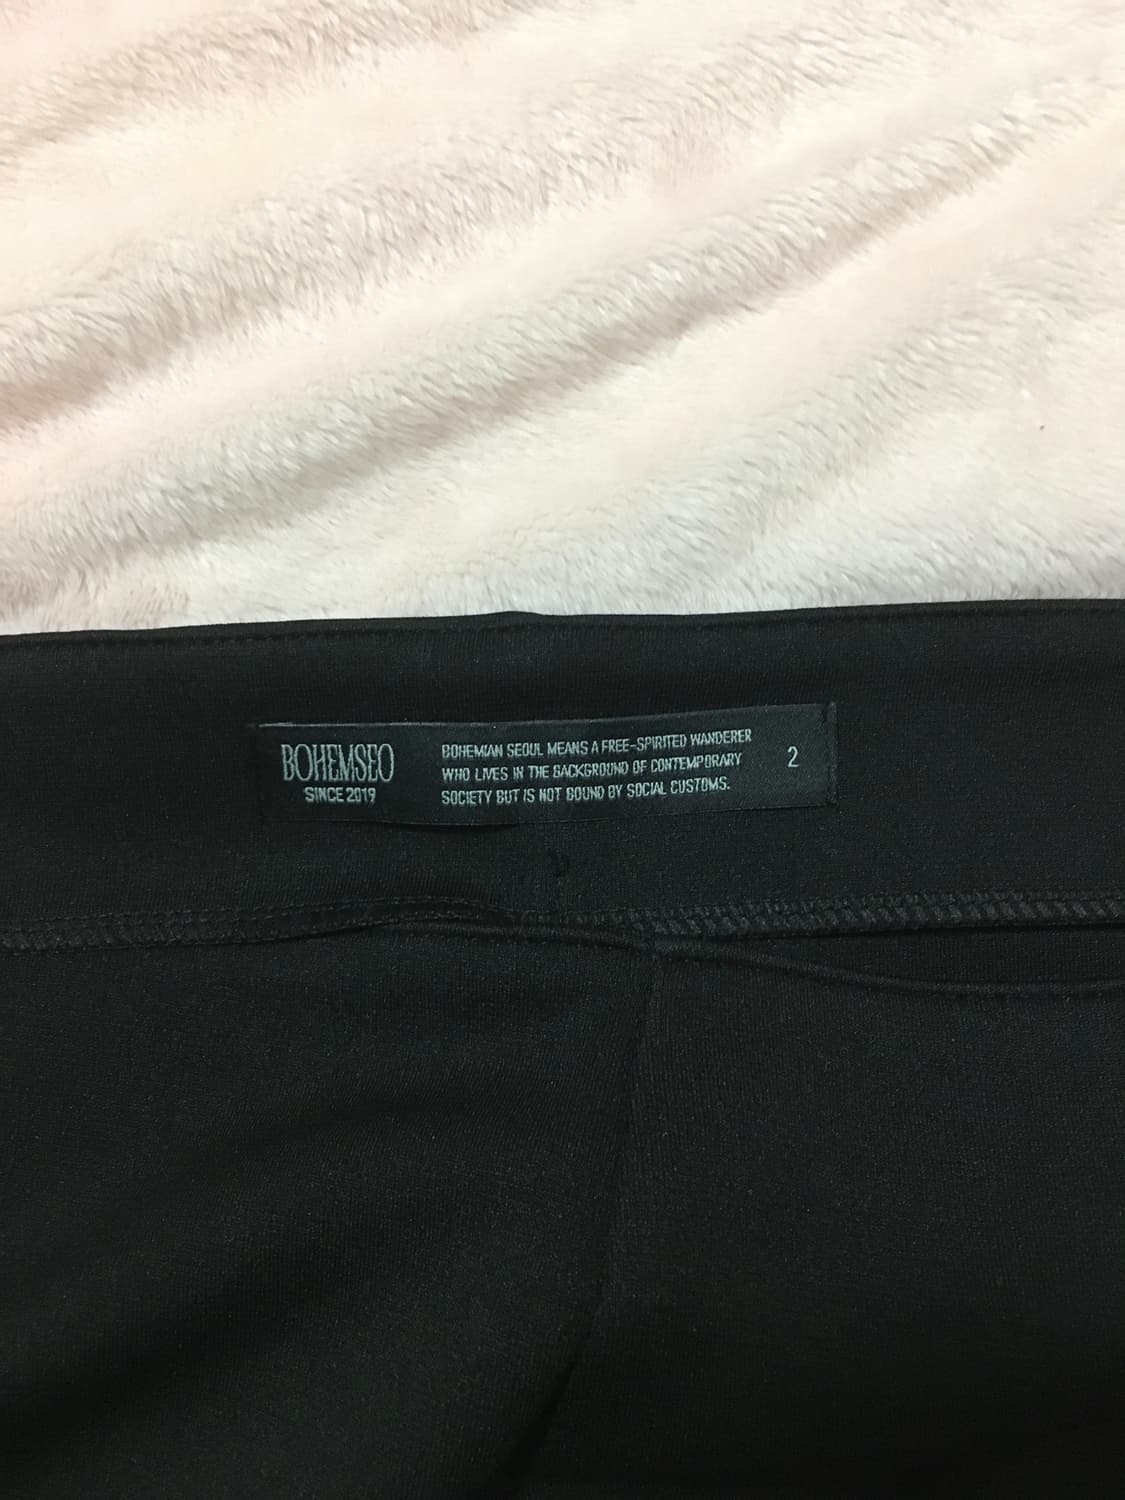 BOHEMSEO
SINCE 2019
BOHEMIAN SEOUL MEANS A FREE-SPIRITED WANDERER
WHO LIVES IN THE BACKGROUND OF CONTEMPORARY
SOCIETY BUT IS NOT BOUND BY SOCIAL CUSTOMS.
2